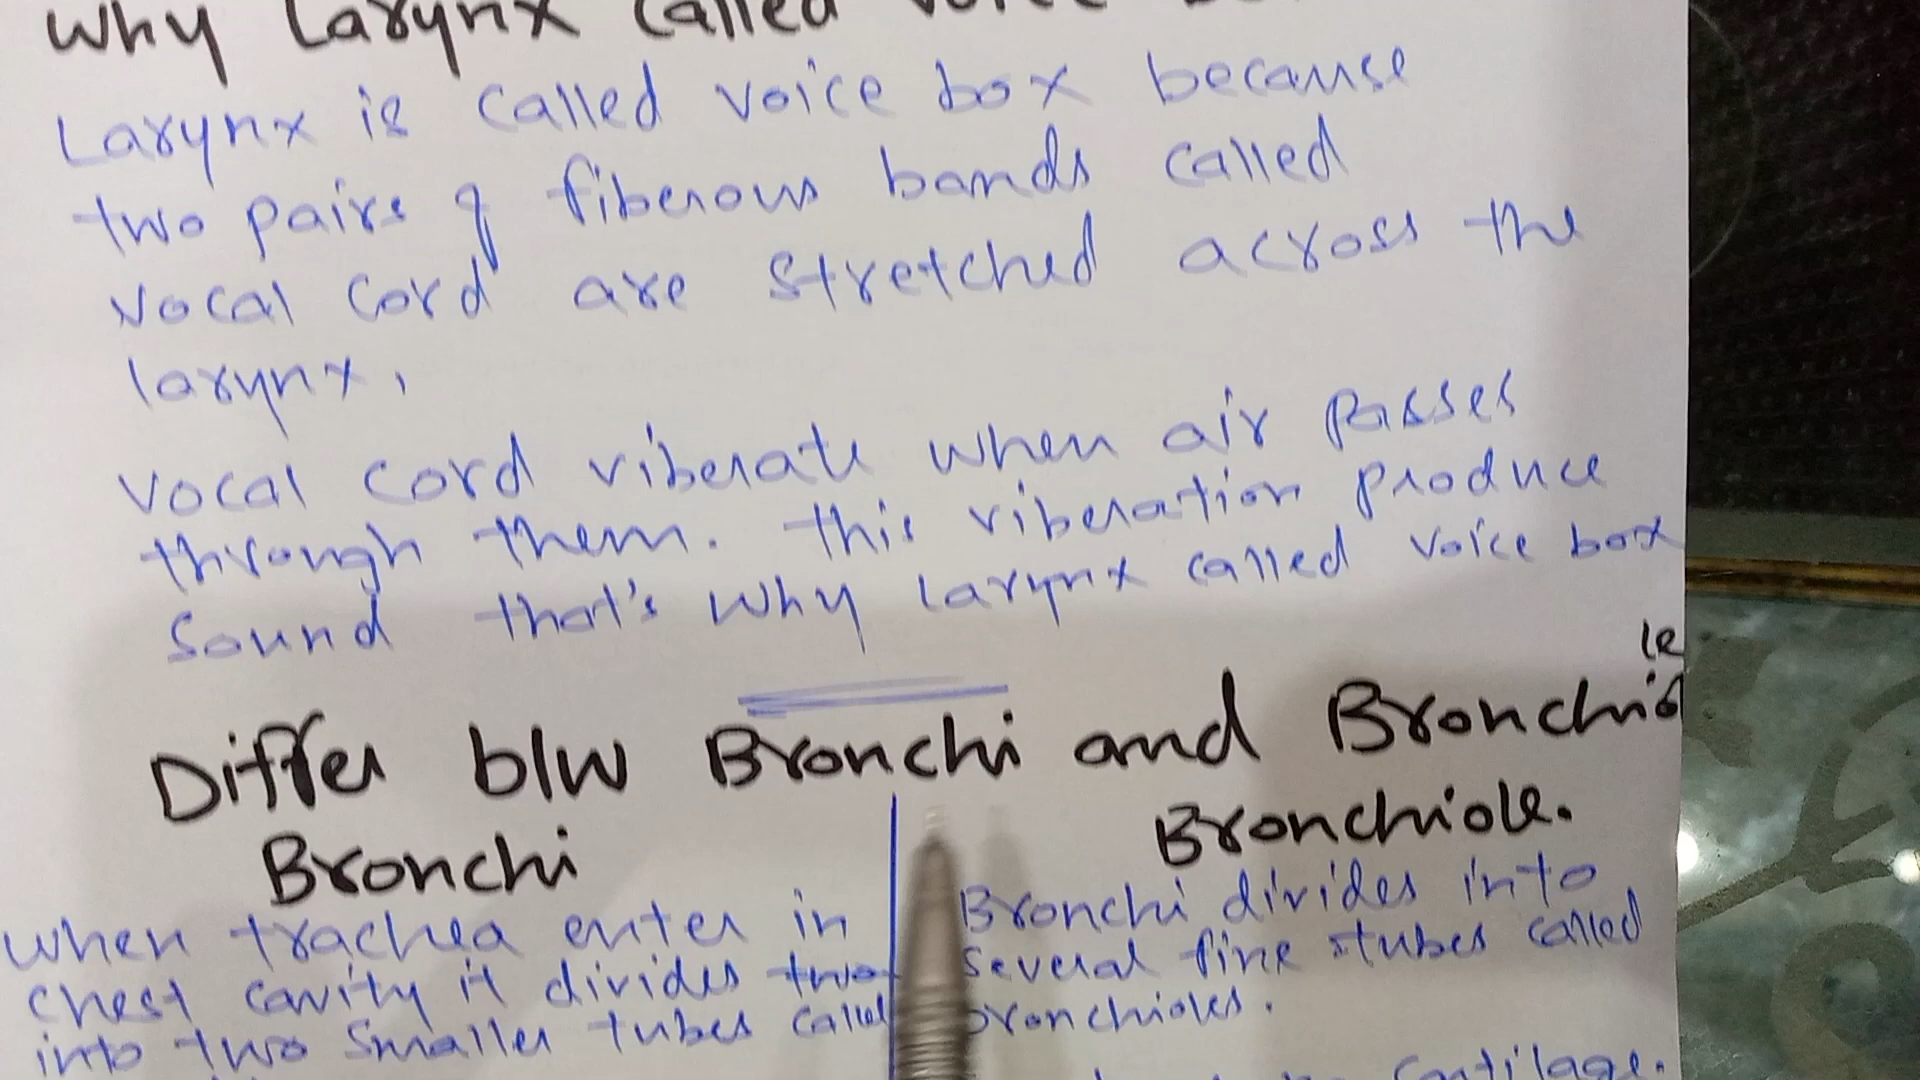 Why Larynx called voice
Larynx is called voice box because
two pairs of fiberous bands called
vocal cord are stretched across the
larynx,
vocal cord viberate when air passes
through them. this viberation produce
sound that's why larynx called voice box
le
Differ b/w Bronchi and Bronchio
Bronchi
Bronchiole.
When trachea enter in
chest cavity it divides two
into two smaller tubes called
Bronchi divides into
several fine tubes called
bronchioles.
cartilage.